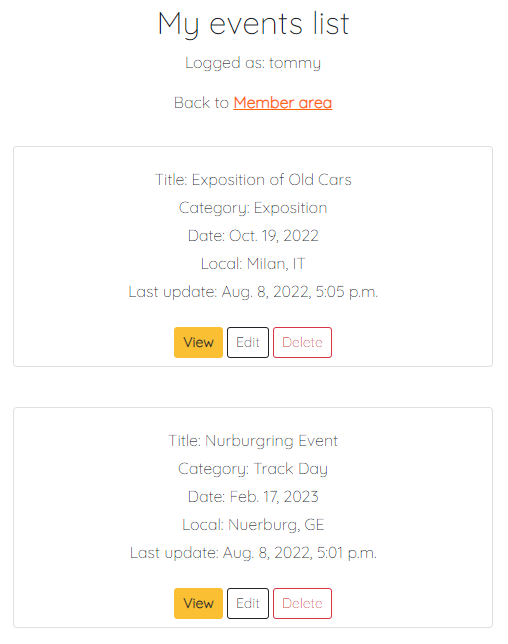 My events list
Logged as: tommy
Back to Member area
Title: Exposition of Old Cars
Category: Exposition
Date: Oct. 19, 2022
Local: Milan, IT
Last update: Aug. 8, 2022, 5:05 p.m.
View Edit Delete
Title: Nurburgring Event
Category: Track Day
Date: Feb. 17, 2023
Local: Nuerburg, GE
Last update: Aug. 8, 2022, 5:01 p.m.
View Edit Delete